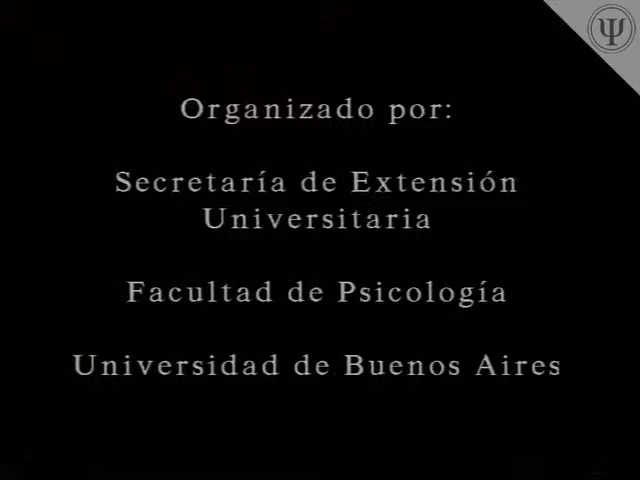 Ψ
Organizado por:
Secretaría de Extensión
Universitaria
Facultad de Psicología
Universidad de Buenos Aires